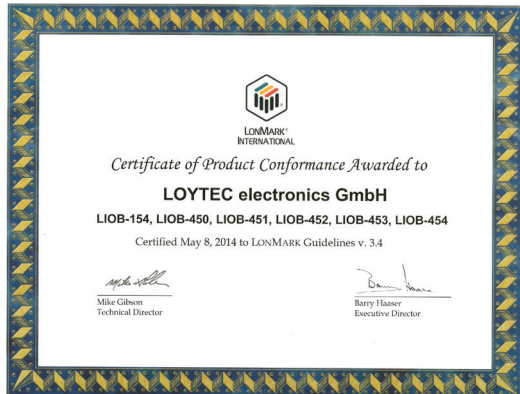 LONMARK®
INTERNATIONAL
Certificate of Product Conformance Awarded to
LOYTEC electronics GmbH
LIOB-154, LIOB-450, LIOB-451, LIOB-452, LIOB-453, LIOB-454
Certified May 8, 2014 to LONMARK Guidelines v. 3.4
Mike Gibson
Technical Director
Barry Haaser
Executive Director